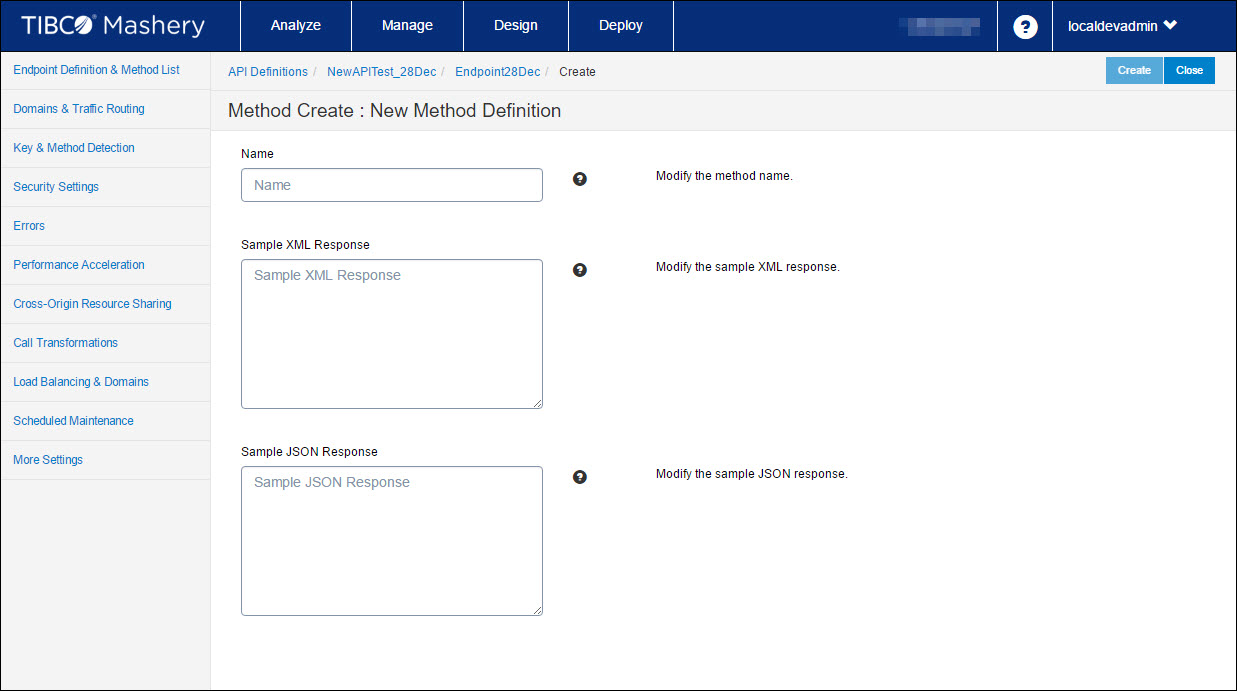 TIBCO® Mashery
Analyze
Manage
Design
Deploy
?
localdevadmin
Endpoint Definition & Method List
Domains & Traffic Routing
Key & Method Detection
Security Settings
Errors
Performance Acceleration
Cross-Origin Resource Sharing
Call Transformations
Load Balancing & Domains
Scheduled Maintenance
More Settings
API Definitions / NewAPITest_28Dec / Endpoint28Dec / Create
Create
Close
Method Create : New Method Definition
Name
Name
?
Modify the method name.
Sample XML Response
Sample XML Response
?
Modify the sample XML response.
Sample JSON Response
Sample JSON Response
?
Modify the sample JSON response.